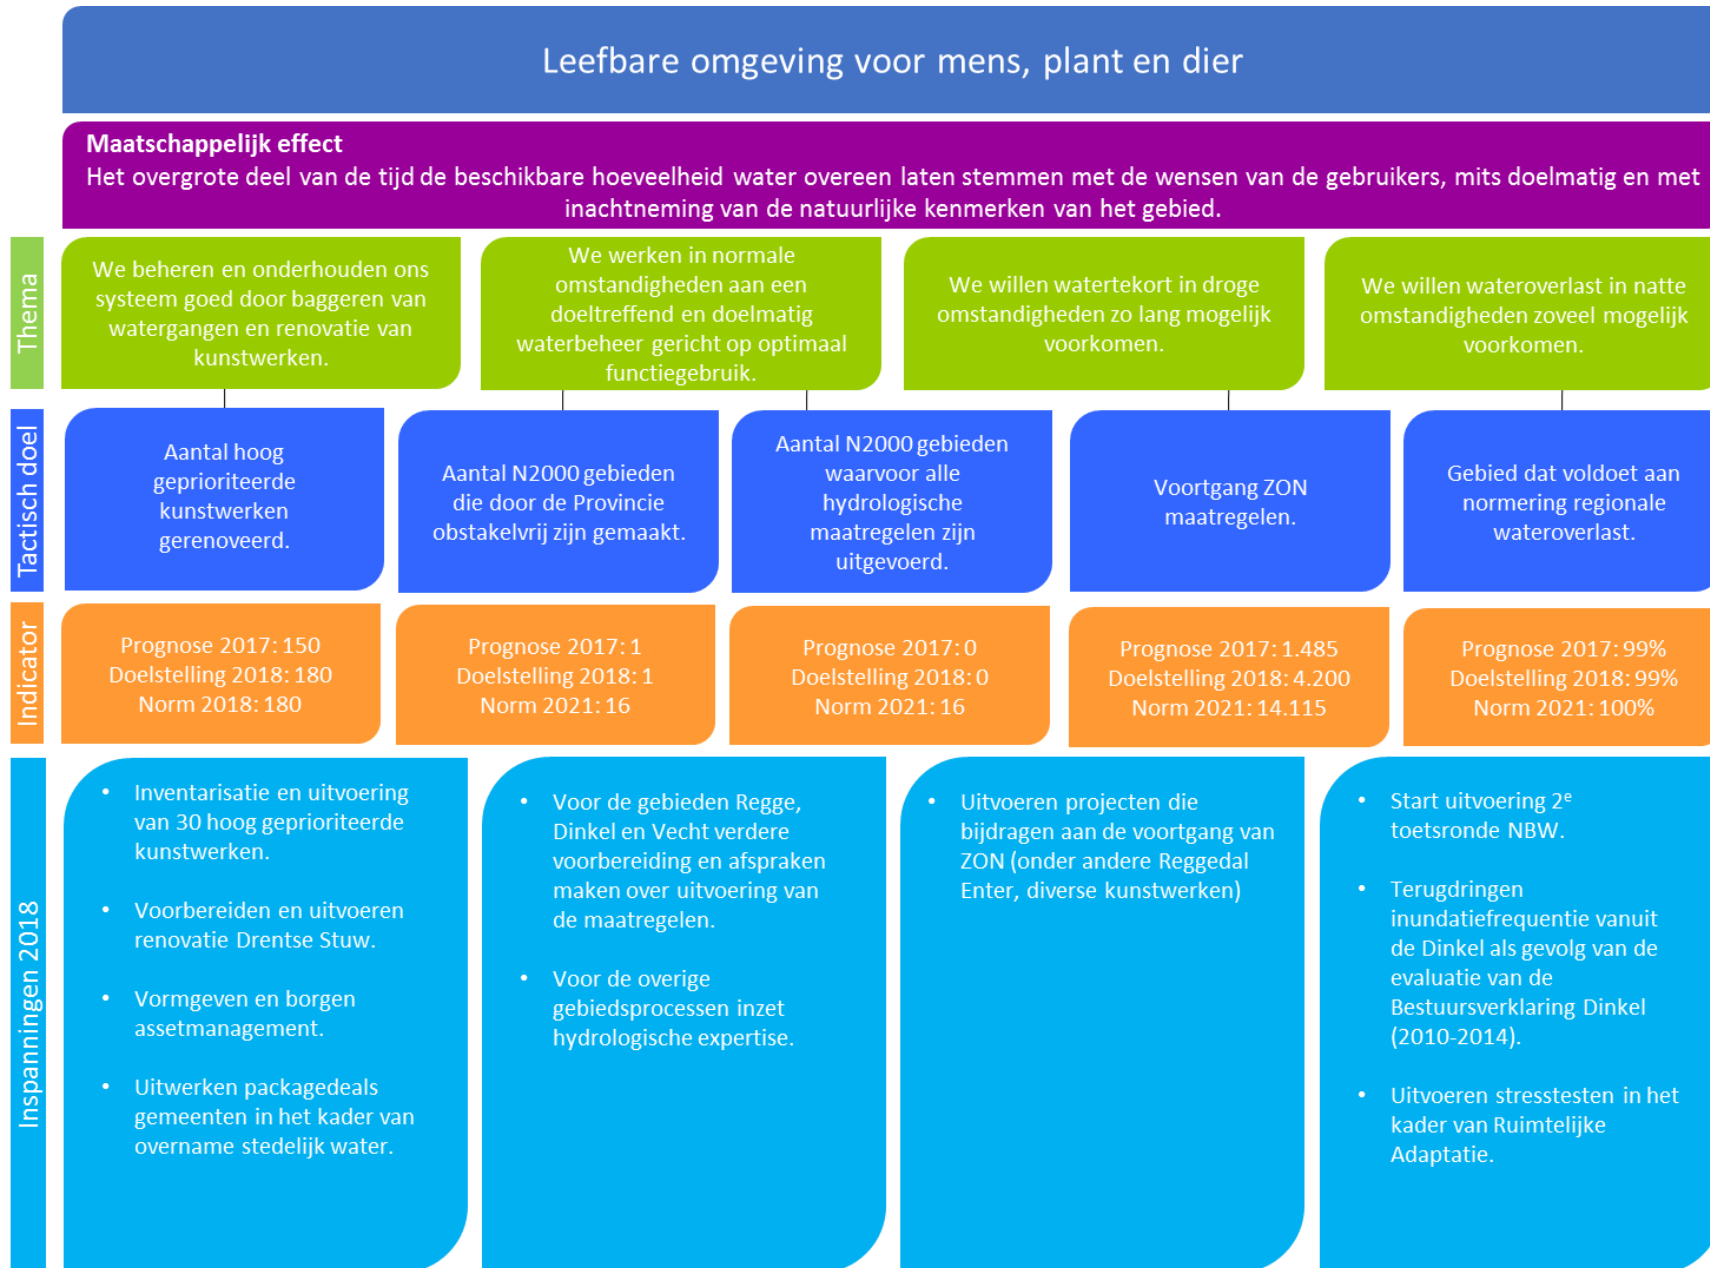 Leefbare omgeving voor mens, plant en dier
Maatschappelijk effect
Het overgrote deel van de tijd de beschikbare hoeveelheid water overeen laten stemmen met de wensen van de gebruikers, mits doelmatig en met
inachtneming van de natuurlijke kenmerken van het gebied.
Thema
We beheren en onderhouden ons
systeem goed door baggeren van
watergangen en renovatie van
kunstwerken.
We werken in normale
omstandigheden aan een
doeltreffend en doelmatig
waterbeheer gericht op optimaal
functiegebruik.
We willen watertekort in droge
omstandigheden zo lang mogelijk
voorkomen.
We willen wateroverlast in natte
omstandigheden zoveel mogelijk
voorkomen.
Tactisch doel
Aantal hoog
geprioriteerde
kunstwerken
gerenoveerd.
Aantal N2000 gebieden
die door de Provincie
obstakelvrij zijn gemaakt.
Aantal N2000 gebieden
waarvoor alle
hydrologische
maatregelen zijn
uitgevoerd.
Voortgang ZON
maatregelen.
Gebied dat voldoet aan
normering regionale
wateroverlast.
Indicator
Prognose 2017: 150
Doelstelling 2018: 180
Norm 2018: 180
Prognose 2017: 1
Doelstelling 2018: 1
Norm 2021: 16
Prognose 2017: 0
Doelstelling 2018: 0
Norm 2021: 16
Prognose 2017: 1.485
Doelstelling 2018: 4.200
Norm 2021: 14.115
Prognose 2017: 99%
Doelstelling 2018: 99%
Norm 2021: 100%
Inspanningen 2018
• Inventarisatie en uitvoering
van 30 hoog geprioriteerde
kunstwerken.
• Voorbereiden en uitvoeren
renovatie Drentse Stuw.
• Vormgeven en borgen
assetmanagement.
• Uitwerken packagedeals
gemeenten in het kader van
overname stedelijk water.
• Voor de gebieden Regge,
Dinkel en Vecht verdere
voorbereiding en afspraken
maken over uitvoering van
de maatregelen.
• Voor de overige
gebiedsprocessen inzet
hydrologische expertise.
• Uitvoeren projecten die
bijdragen aan de voortgang van
ZON (onder andere Reggedal
Enter, diverse kunstwerken)
• Start uitvoering 2e
toetsronde NBW.
• Terugdringen
inundatiefrequentie vanuit
de Dinkel als gevolg van de
evaluatie van de
Bestuursverklaring Dinkel
(2010-2014).
• Uitvoeren stresstesten in het
kader van Ruimtelijke
Adaptatie.